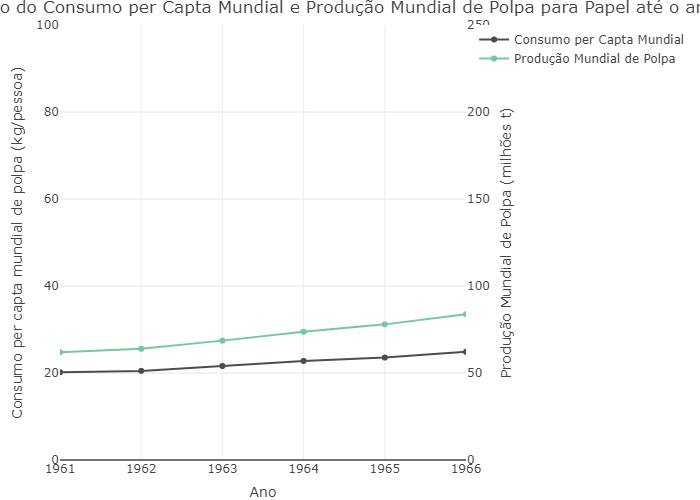 o do Consumo per Capta Mundial e Produção Mundial de Polpa para Papel até o a
Consumo per Capta Mundial
Produção Mundial de Polpa
Consumo per capta mundial de polpa (kg/pessoa)
100
80
60
40
20
0
250
200
150
100
50
0
Produção Mundial de Polpa (milhões t)
1961 1962 1963 1964 1965 1966
Ano